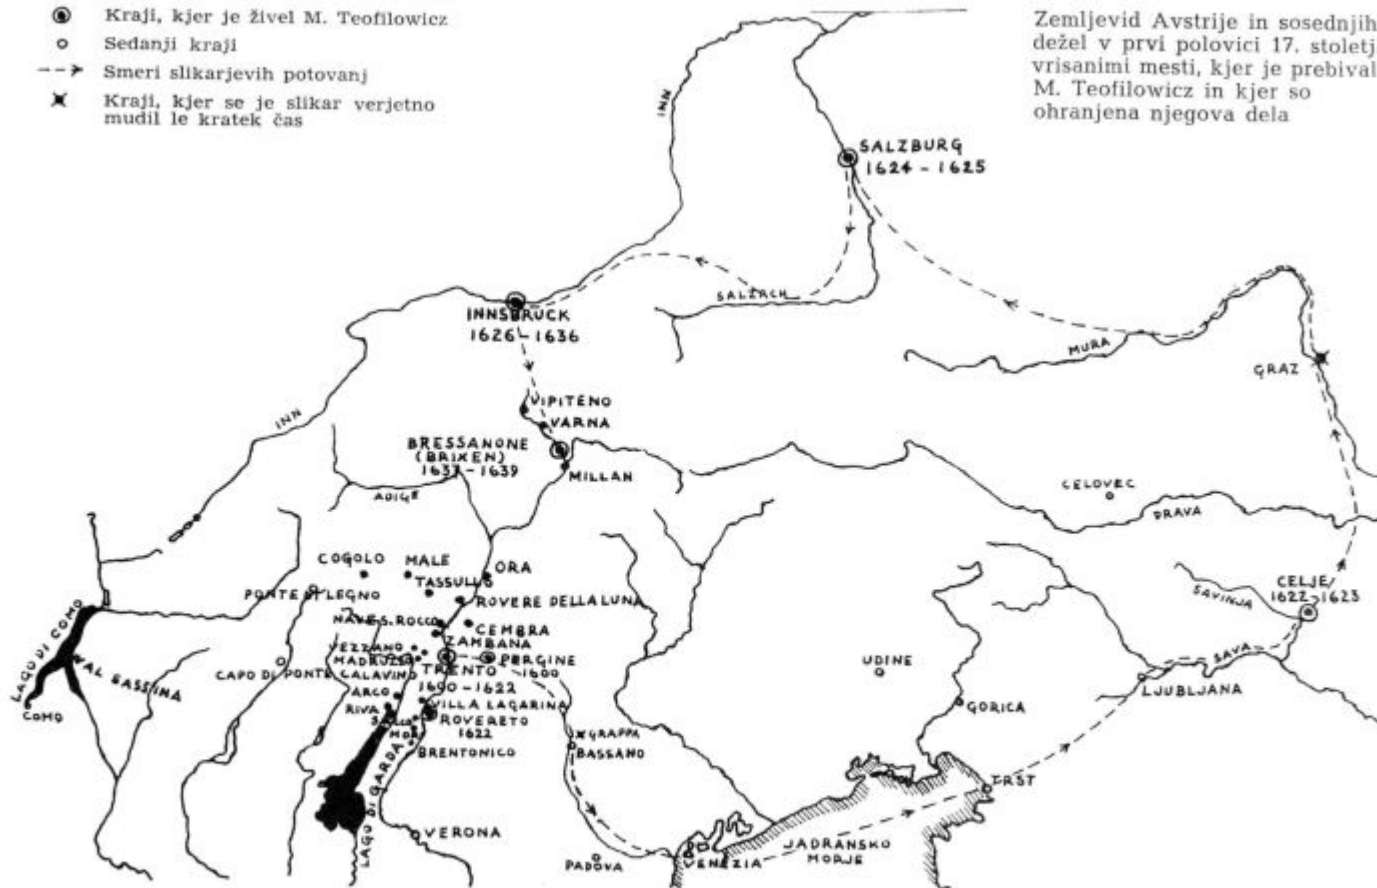 Kraji, kjer je živel M. Teofilowicz
Sedanji kraji
Smeri slikarjevih potovanj
Kraji, kjer se je slikar verjetno
mudil le kratek čas
Zemljevid Avstrije in sosednjih
dežel v prvi polovici 17. stoletj
vrisanimi mesti, kjer je prebival
M. Teofilowicz in kjer so
ohranjena njegova dela
INN
SALZBURG
1624 - 1625
SALZACH
INNSBRUCK
1626 - 1636
MURA
GRAZ
INN
VIPITENO
VARNA
BRESSANONE
(BRIXEN)
1637 - 1639
MILLAN
ADIGE
CELOVEC
DRAVA
COGOLO
MALE
TASSULLO
ORA
PONTE DI LEGNO
ROVERE DELLA LUNA
NAVE S. ROCCO
CEMBRA
ZAMBANA
SAVINJA
CELJE
1622 - 1623
LAGO DI COMO
VAL SASSINA
COMO
VEZZANO
MADRUZZO
CAPO DI PONTE
CALAVINO
TRENTO
1600 - 1622
PERGINE
1600
UDINE
SAVA
LJUBLJANA
ARCO
RIVA
VILLA LAGARINA
ROVERETO
1622
MORI
BRENTONICO
GRAPPA
BASSANO
GORICA
LAGO DI GARDA
VERONA
PADOVA
VENEZIA
JADRANSKO
MORJE
TRST